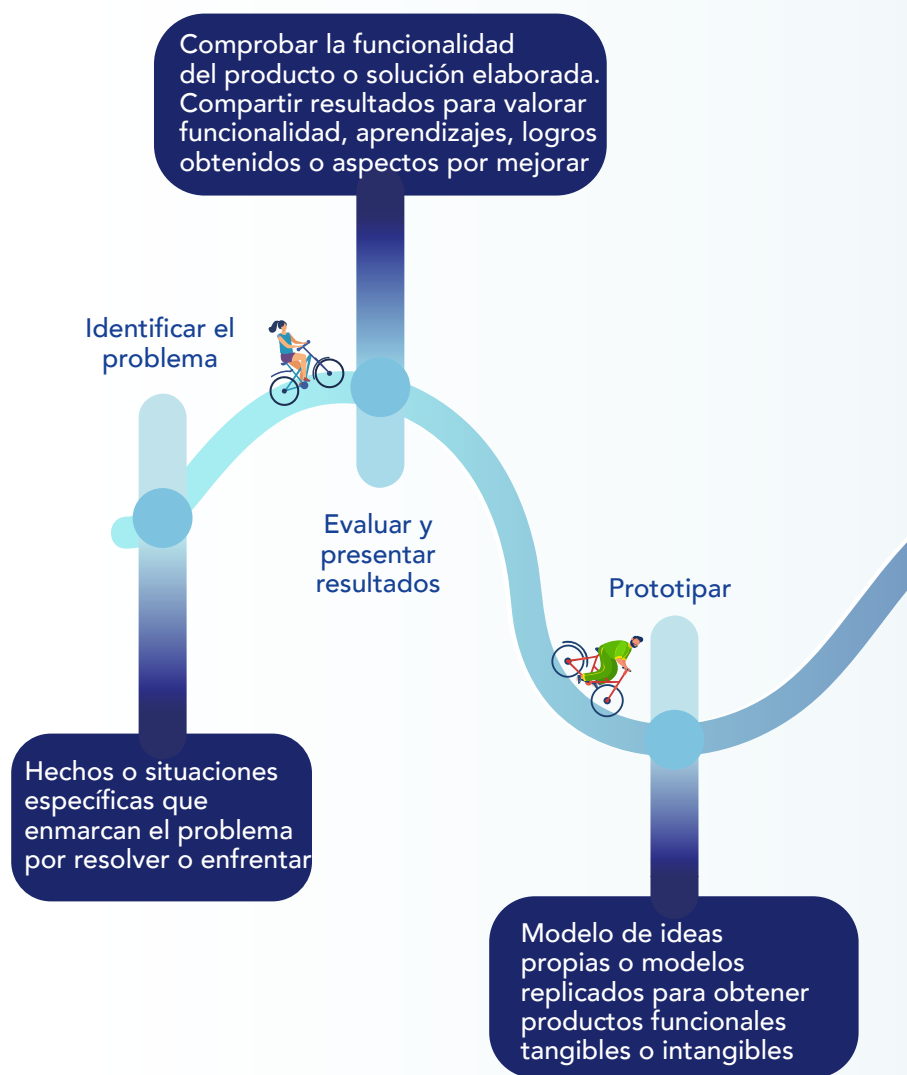 Comprobar la funcionalidad
del producto o solución elaborada.
Compartir resultados para valorar
funcionalidad, aprendizajes, logros
obtenidos o aspectos por mejorar
Identificar el
problema
Evaluar y
presentar
resultados
Prototipar
Hechos o situaciones
específicas que
enmarcan el problema
por resolver o enfrentar
Modelo de ideas
propias o modelos
replicados para obtener
productos funcionales
tangibles o intangibles